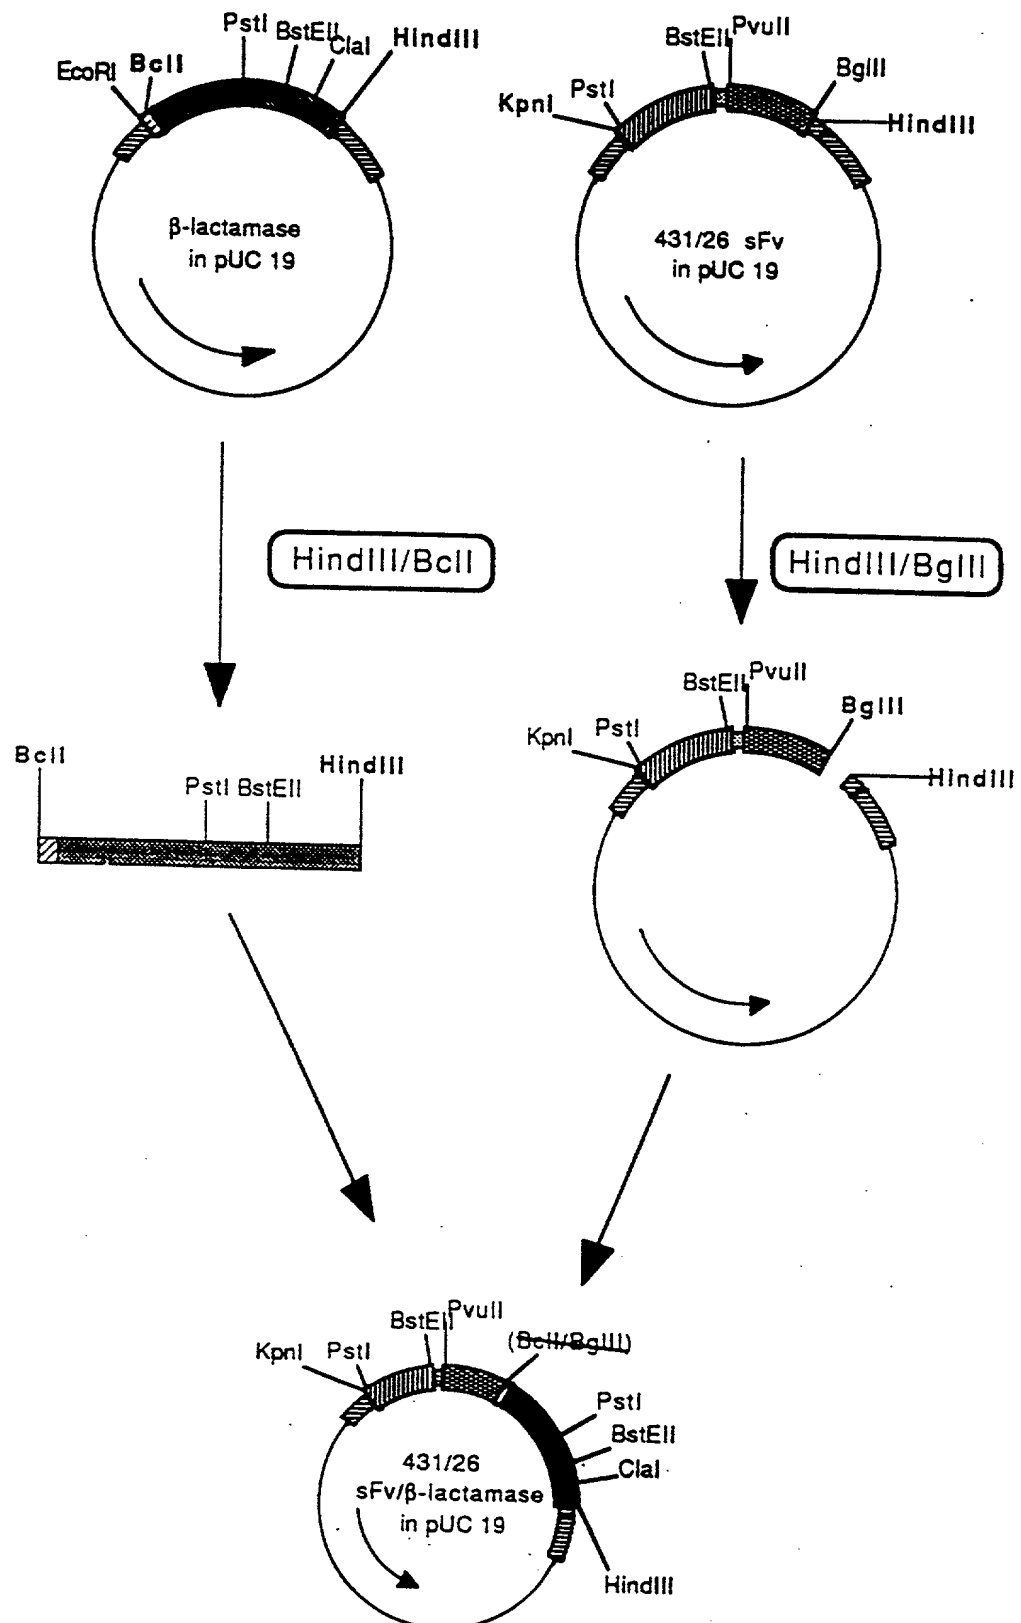 PstI
BstEII
ClaI
HindIII
BclI
EcoRI
β-lactamase
in pUC 19
PvuII
BstEII
BglII
PstI
KpnI
HindIII
431/26 sFv
in pUC 19
HindIII/BclI
HindIII/BglII
BclI
HindIII
PstI BstEII
PvuII
BstEII
BglII
PstI
KpnI
HindIII
PvuII
BstEII
(BclI/BglII)
KpnI PstI
PstI
BstEII
ClaI
431/26
sFv/β-lactamase
in pUC 19
HindIII